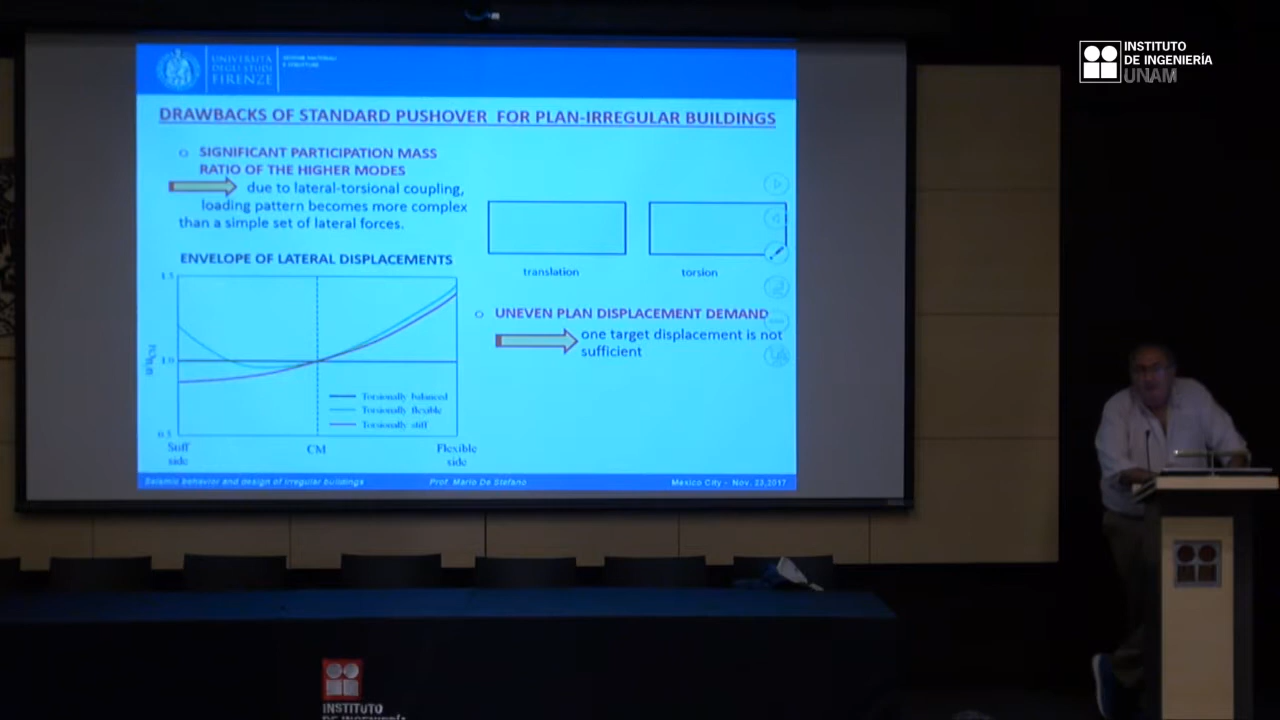 INSTITUTO
DE INGENIERÍA
UNAM
UNIVERSITÀ
DEGLI STUDI
FIRENZE
DRAWBACKS OF STANDARD PUSHOVER FOR PLAN-IRREGULAR BUILDINGS
SIGNIFICANT PARTICIPATION MASS
RATIO OF THE HIGHER MODES
due to lateral-torsional coupling,
loading pattern becomes more complex
than a simple set of lateral forces.
translation
torsion
ENVELOPE OF LATERAL DISPLACEMENTS
1.5
1.0
0.5
Torsionally balanced
Torsionally flexible
Torsionally stiff
Stiff
side
CM
Flexible
side
UNEVEN PLAN DISPLACEMENT DEMAND
one target displacement is not
sufficient
Seismic behavior and design of irregular buildings
Prof. Mario De Stefano
Mexico City - Nov. 23,2017
INSTITUTO
DE INGENIERÍA